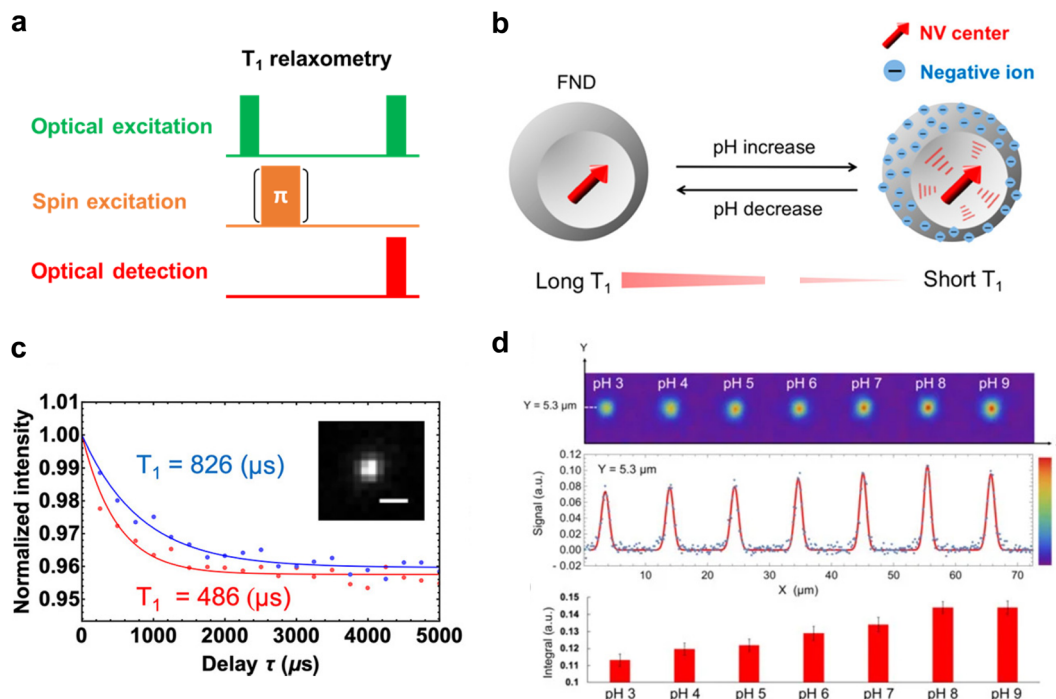 a
T₁ relaxometry
Optical excitation
Spin excitation
π
Optical detection
b
NV center
Negative ion
FND
pH increase
pH decrease
Long T₁
Short T₁
c
Normalized intensity
1.01
1.00
0.99
0.98
0.97
0.96
0.95
T₁ = 826 (μs)
T₁ = 486 (μs)
0 1000 2000 3000 4000 5000
Delay τ (μs)
d
Y
pH 3 pH 4 pH 5 pH 6 pH 7 pH 8 pH 9
Y = 5.3 μm
Signal (a.u.)
0.12
0.10
0.08
0.06
0.04
0.02
0.00
- 0.02
Y = 5.3 μm
0 10 20 30 40 50 60 70
X (μm)
Integral (a.u.)
0.15
0.14
0.13
0.12
0.11
0.1
pH 3 pH 4 pH 5 pH 6 pH 7 pH 8 pH 9